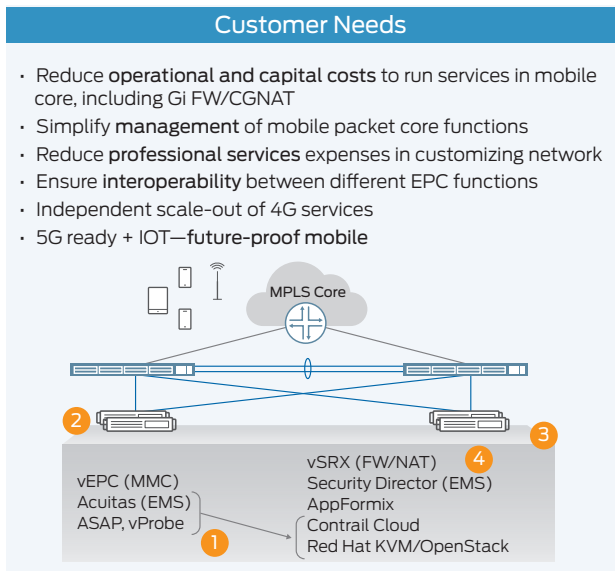 Customer Needs
· Reduce operational and capital costs to run services in mobile
core, including Gi FW/CGNAT
· Simplify management of mobile packet core functions
· Reduce professional services expenses in customizing network
· Ensure interoperability between different EPC functions
· Independent scale-out of 4G services
· 5G ready + IOT—future-proof mobile
MPLS Core
2
3
4
vEPC (MMC)
Acuitas (EMS)
ASAP, vProbe
1
vSRX (FW/NAT)
Security Director (EMS)
AppFormix
Contrail Cloud
Red Hat KVM/OpenStack